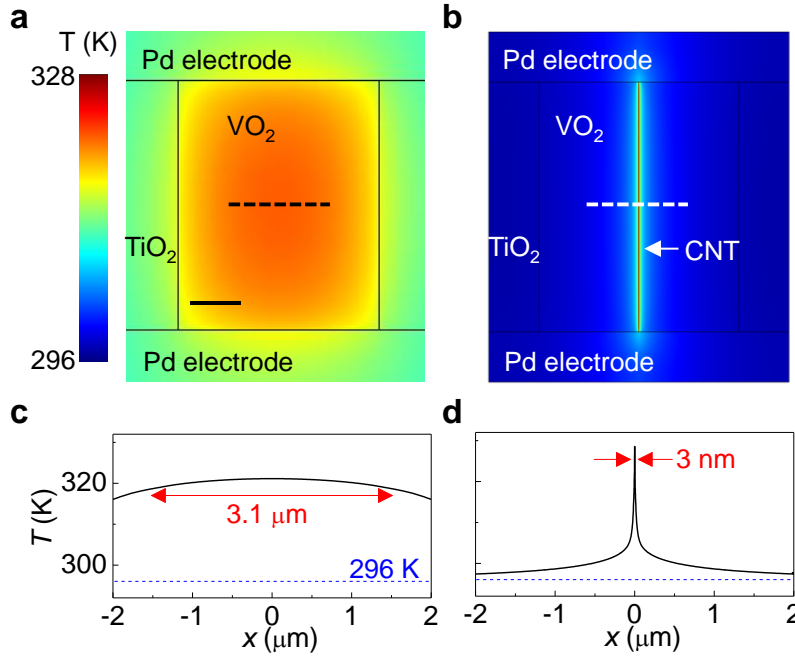 a
T (K)
328
296
Pd electrode
VO₂
TiO₂
Pd electrode
b
Pd electrode
VO₂
TiO₂
CNT
Pd electrode
c
T (K)
320
300
3.1 μm
296 K
-2 -1 0 1 2
x (μm)
d
3 nm
-2 -1 0 1 2
x (μm)